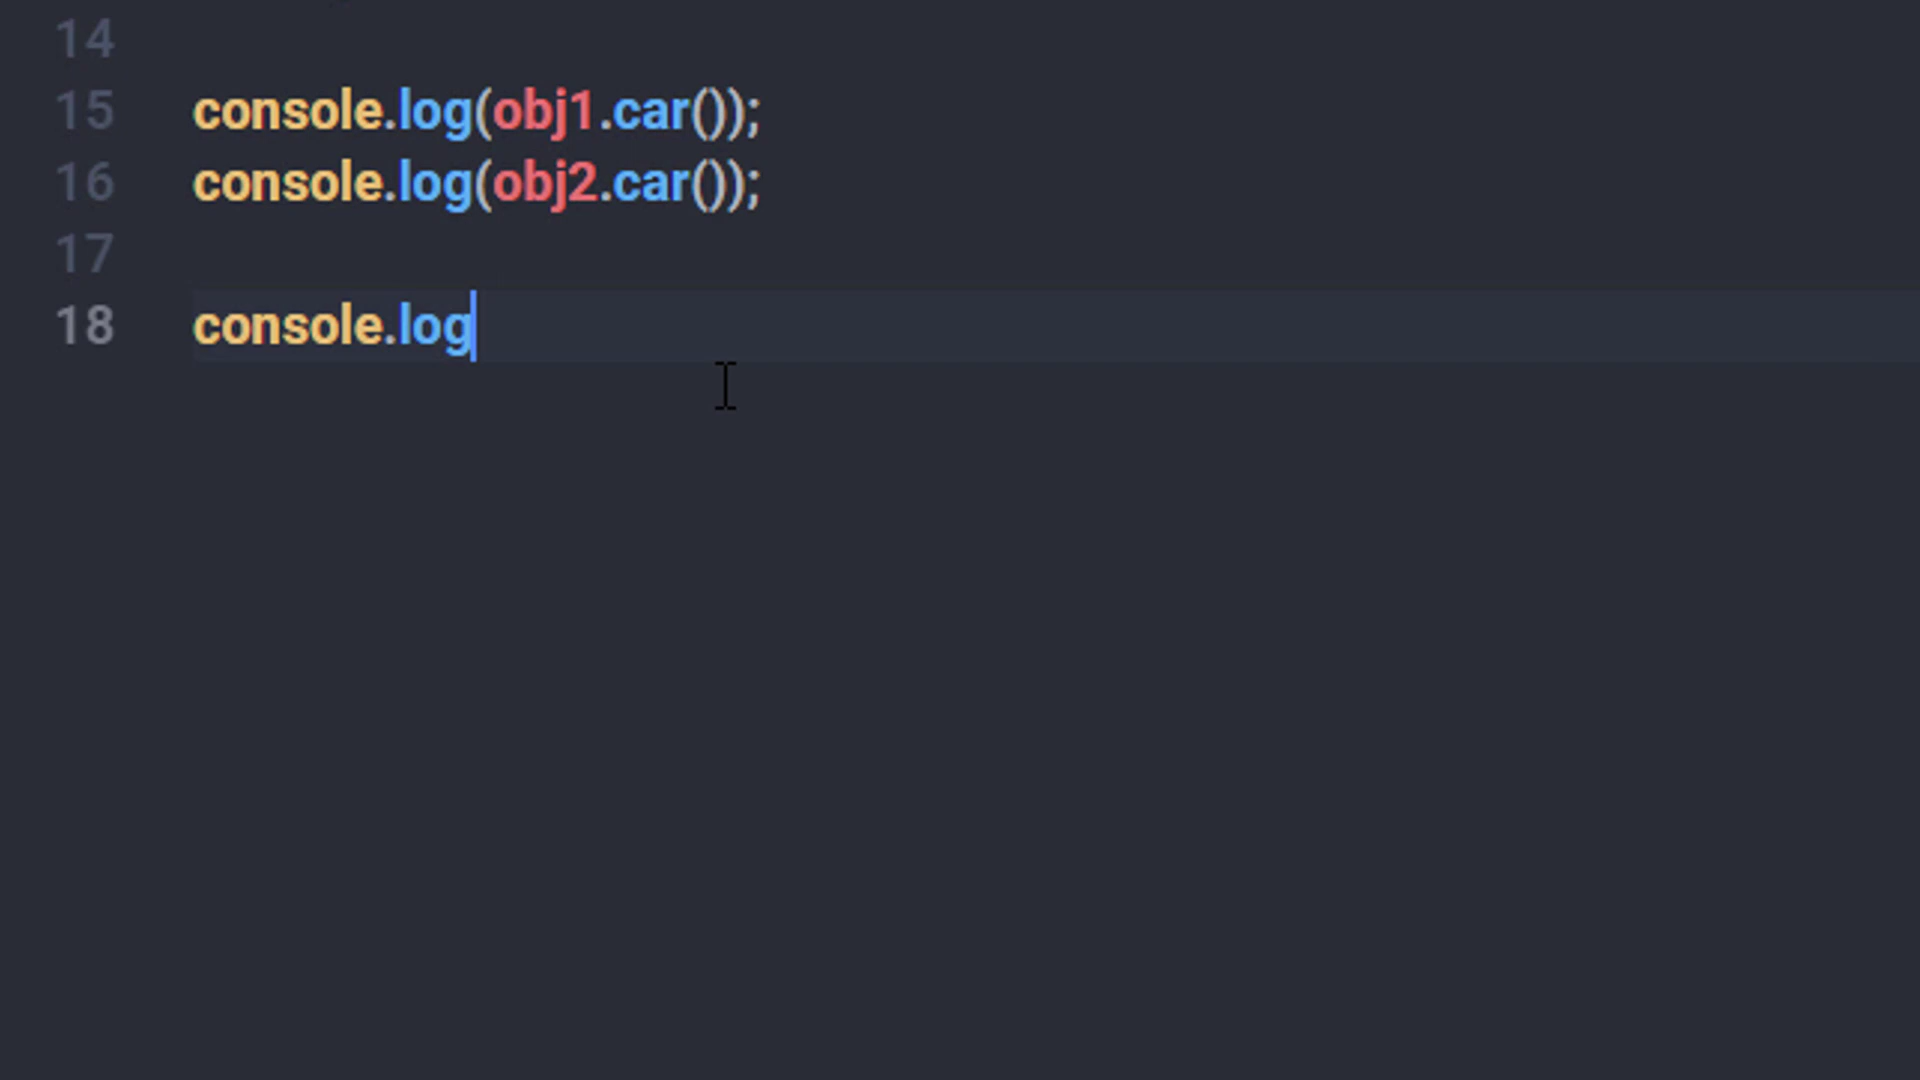 14
15 console.log(obj1.car());
16 console.log(obj2.car());
17
18 console.log